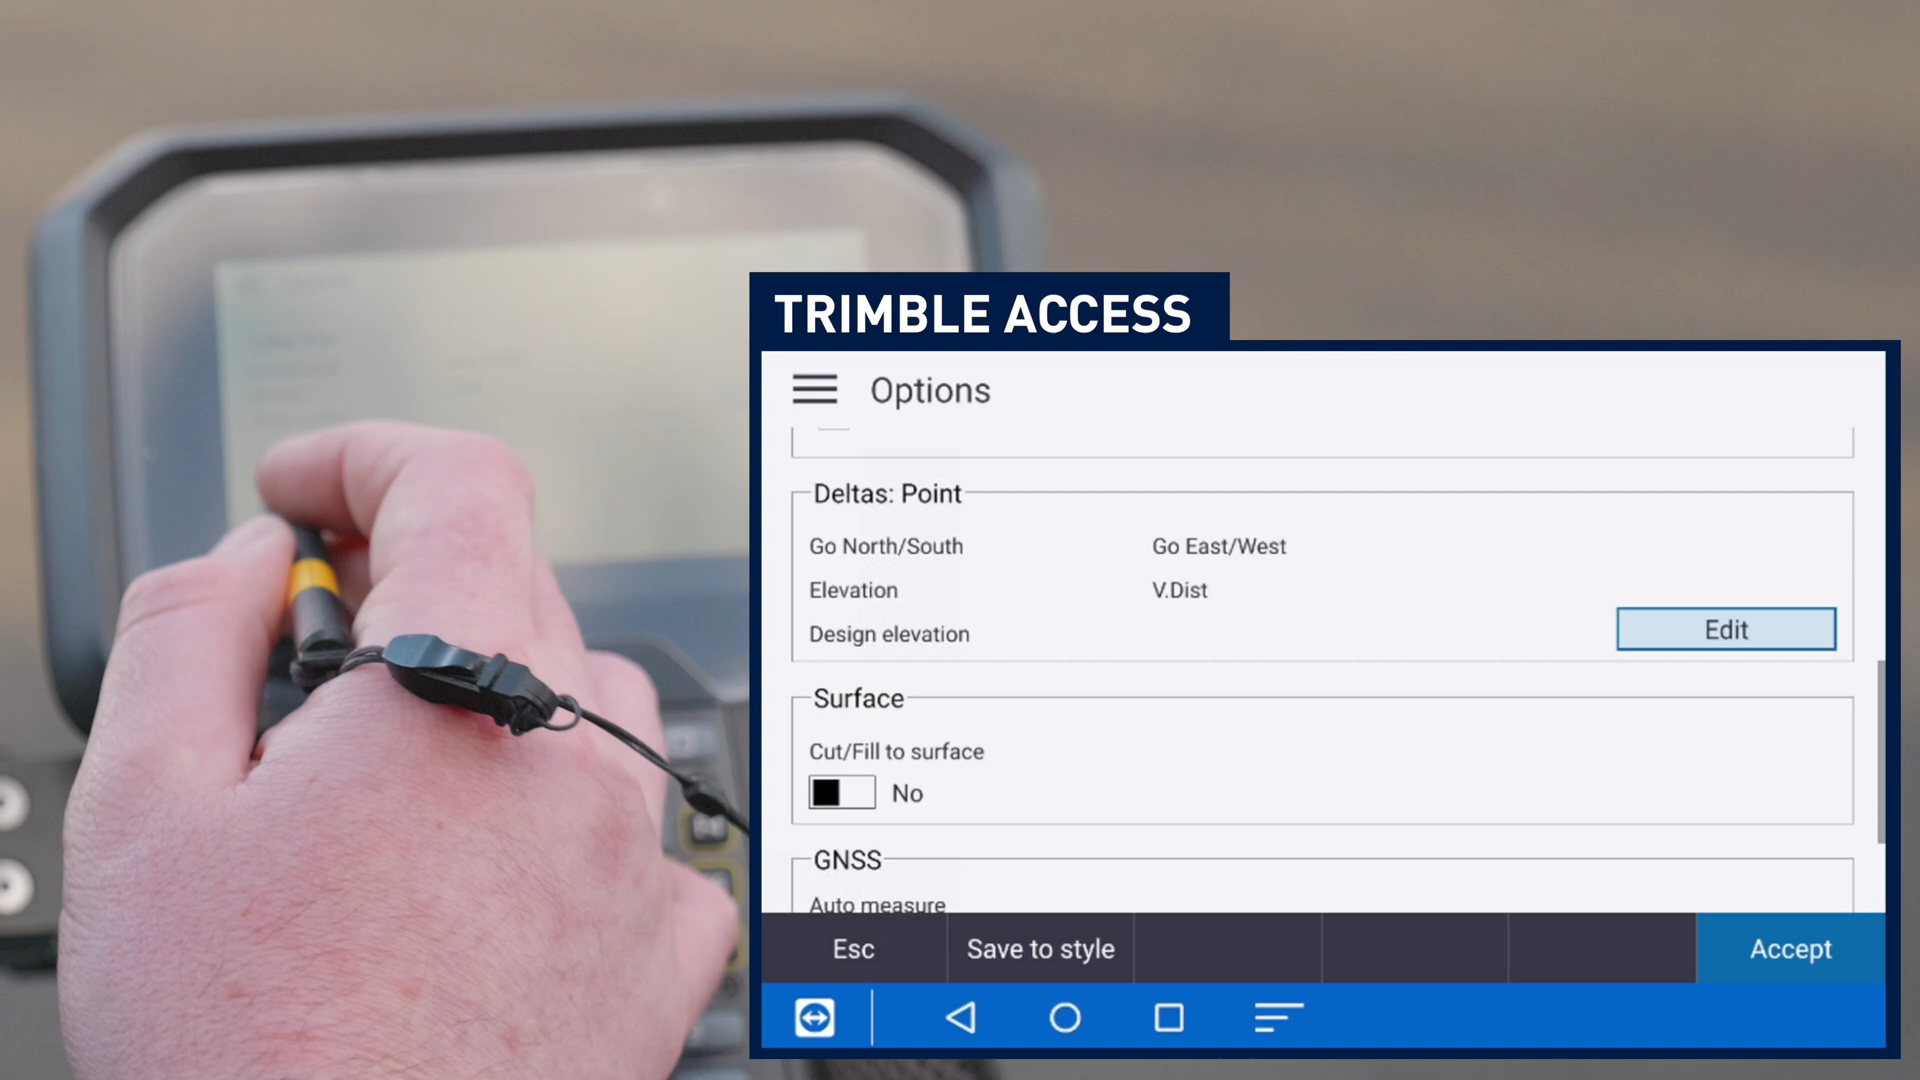 TRIMBLE ACCESS
Options
Deltas: Point
Go North/South Go East/West
Elevation V.Dist
Design elevation
Edit
Surface
Cut/Fill to surface
No
GNSS
Auto measure
Esc Save to style Accept